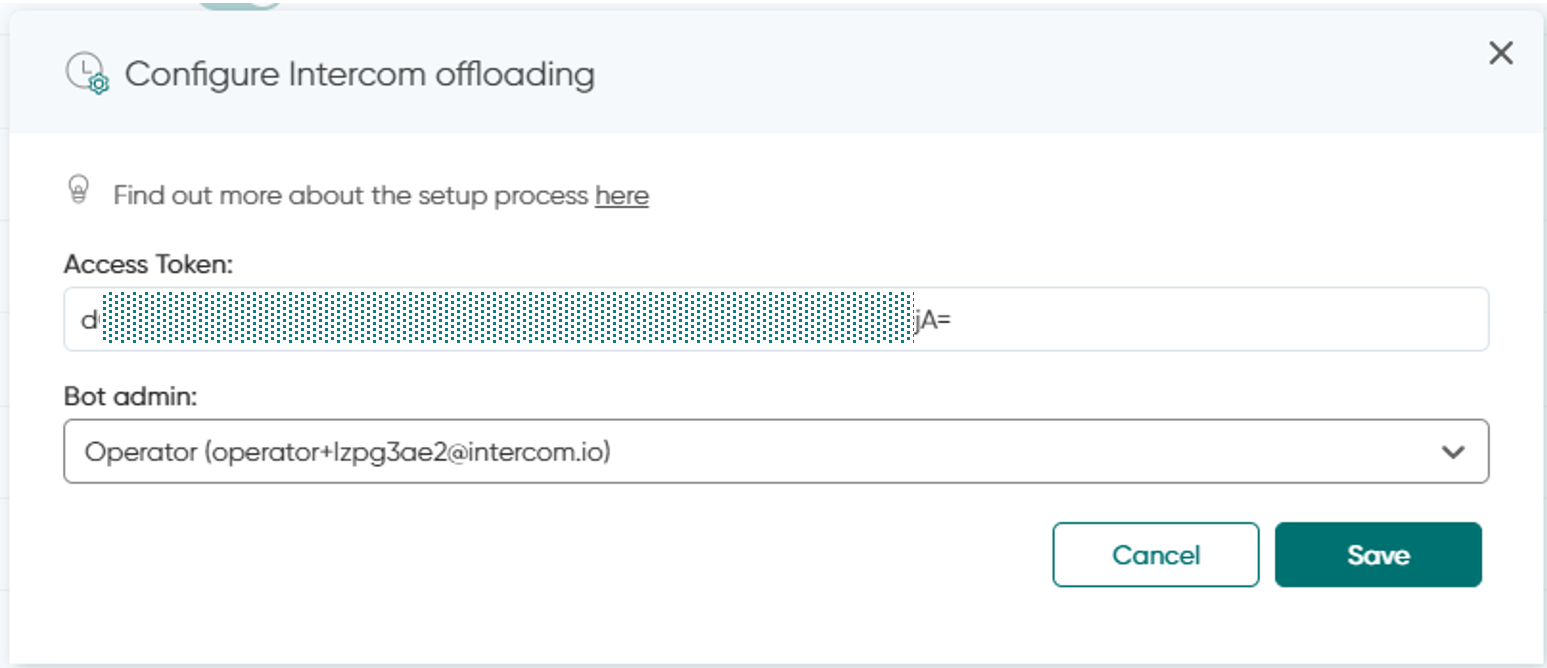 Configure Intercom offloading
Find out more about the setup process here
Access Token:
d jA=
Bot admin:
Operator (operator+lzpg3ae2@intercom.io)
Cancel
Save